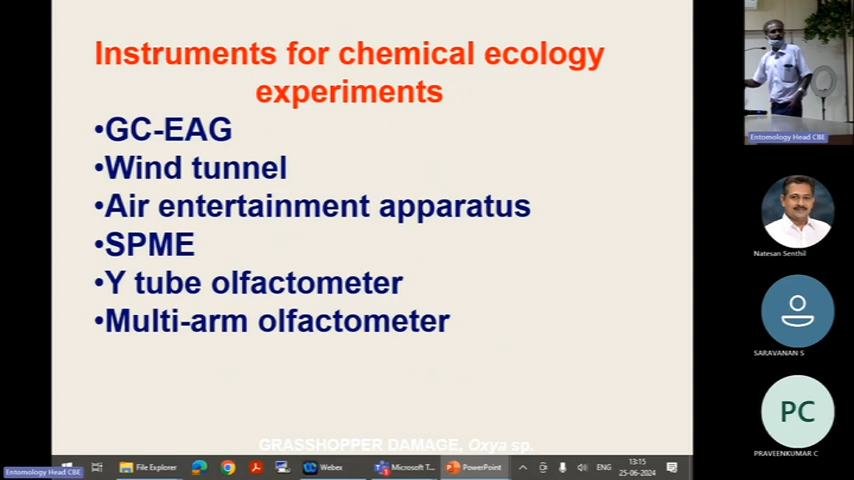 Instruments for chemical ecology
experiments
•GC-EAG
•Wind tunnel
•Air entertainment apparatus
•SPME
•Y tube olfactometer
•Multi-arm olfactometer
GRASSHOPPER DAMAGE, Oxya sp.
Entomology Head CBE
Natesan Senthil
SARAVANAN S
PC
PRAVEENKUMAR C
Entomology Head CBE
File Explorer
Webex
Microsoft T...
PowerPoint
ENG
13:15
25-06-2024